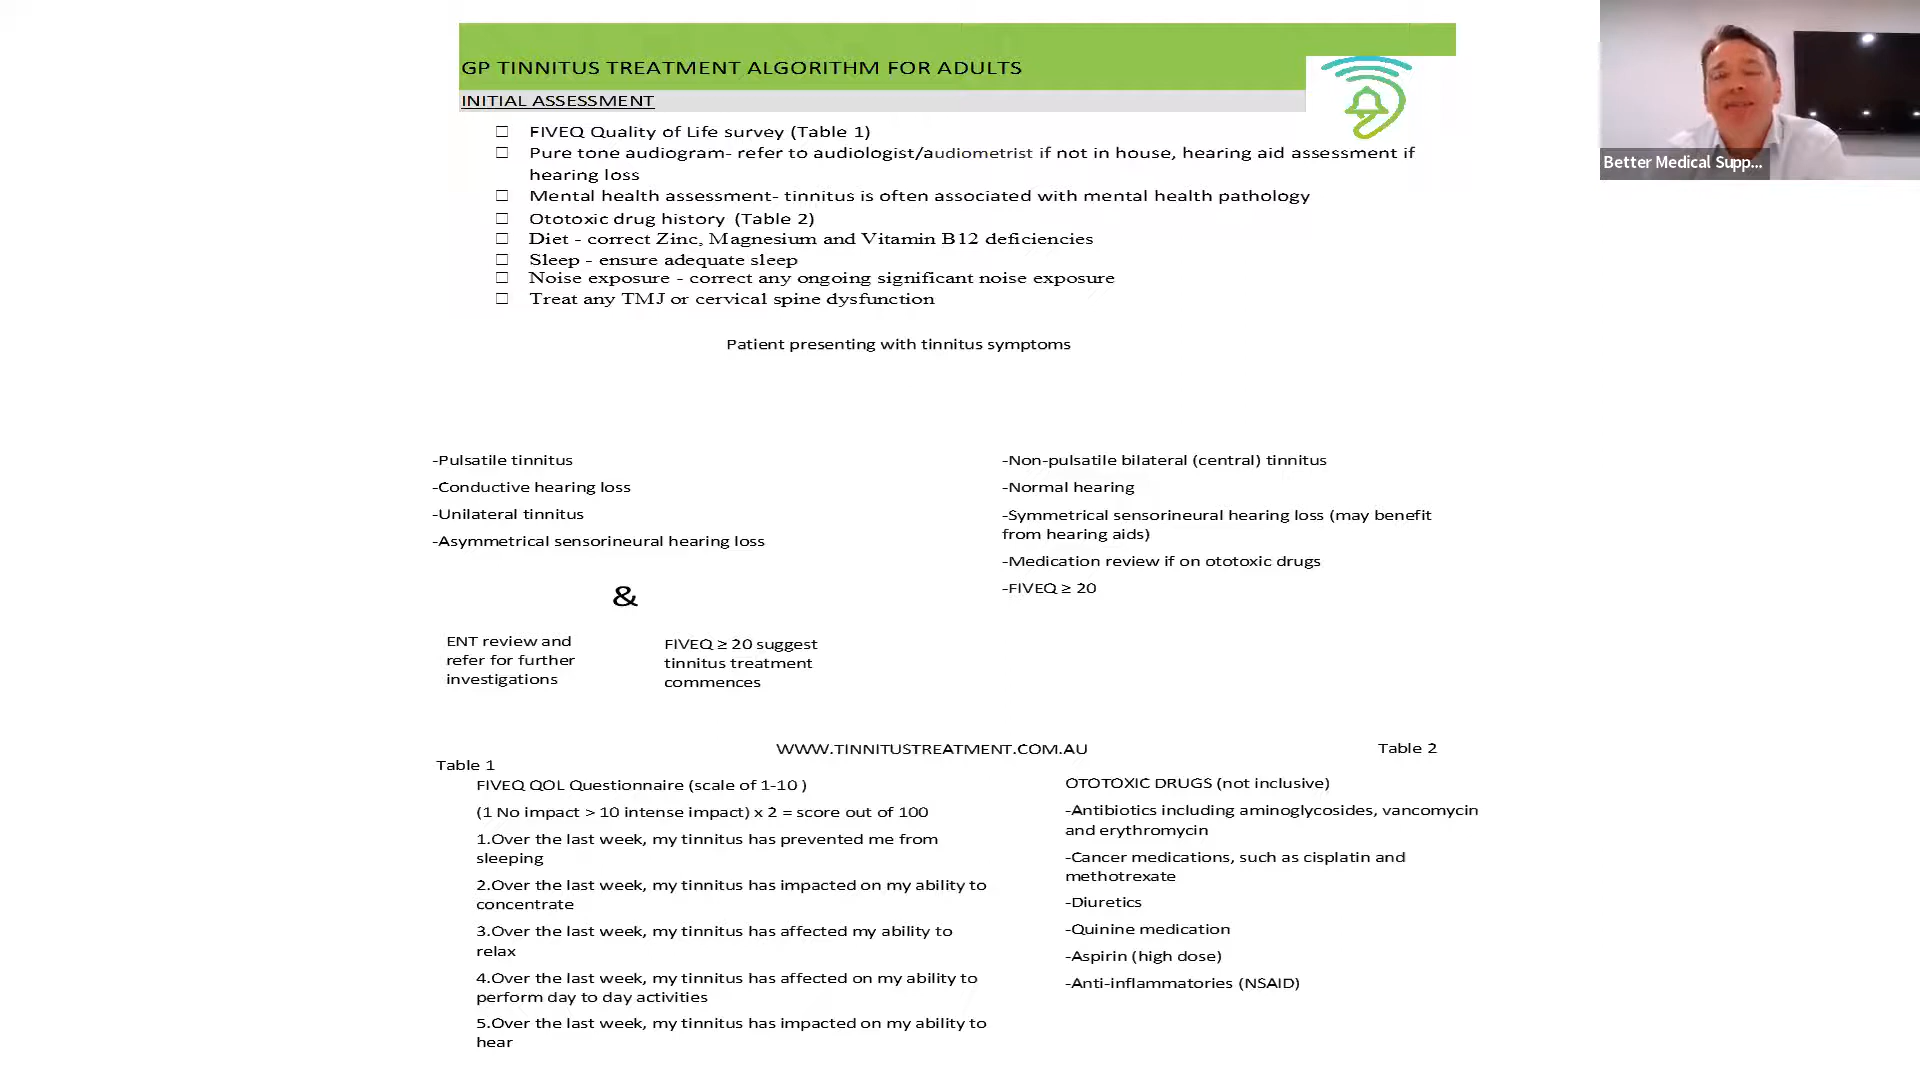 GP TINNITUS TREATMENT ALGORITHM FOR ADULTS
INITIAL ASSESSMENT
FIVEQ Quality of Life survey (Table 1)
Pure tone audiogram- refer to audiologist/audiometrist if not in house, hearing aid assessment if
hearing loss
Mental health assessment- tinnitus is often associated with mental health pathology
Ototoxic drug history (Table 2)
Diet - correct Zinc, Magnesium and Vitamin B12 deficiencies
Sleep - ensure adequate sleep
Noise exposure - correct any ongoing significant noise exposure
Treat any TMJ or cervical spine dysfunction
Better Medical Supp...
Patient presenting with tinnitus symptoms
-Pulsatile tinnitus
-Conductive hearing loss
-Unilateral tinnitus
-Asymmetrical sensorineural hearing loss
&
ENT review and
refer for further
investigations
FIVEQ ≥ 20 suggest
tinnitus treatment
commences
-Non-pulsatile bilateral (central) tinnitus
-Normal hearing
-Symmetrical sensorineural hearing loss (may benefit
from hearing aids)
-Medication review if on ototoxic drugs
-FIVEQ ≥ 20
WWW.TINNITUSTREATMENT.COM.AU
Table 1
FIVEQ QOL Questionnaire (scale of 1-10 )
(1 No impact > 10 intense impact) x 2 = score out of 100
1.Over the last week, my tinnitus has prevented me from
sleeping
2.Over the last week, my tinnitus has impacted on my ability to
concentrate
3.Over the last week, my tinnitus has affected my ability to
relax
4.Over the last week, my tinnitus has affected on my ability to
perform day to day activities
5.Over the last week, my tinnitus has impacted on my ability to
hear
Table 2
OTOTOXIC DRUGS (not inclusive)
-Antibiotics including aminoglycosides, vancomycin
and erythromycin
-Cancer medications, such as cisplatin and
methotrexate
-Diuretics
-Quinine medication
-Aspirin (high dose)
-Anti-inflammatories (NSAID)